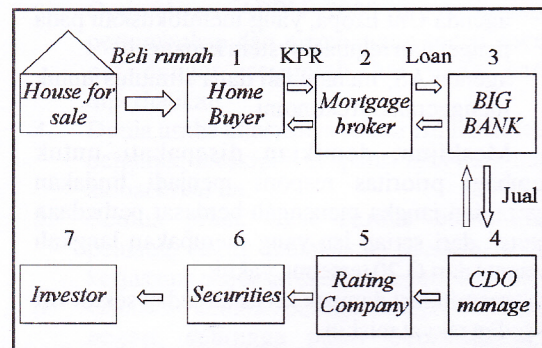 Beli rumah 1 KPR 2 Loan 3
House for
sale
Home
Buyer
Mortgage
broker
BIG
BANK
Jual
7 6 5 4
Investor
Securities
Rating
Company
CDO
manage